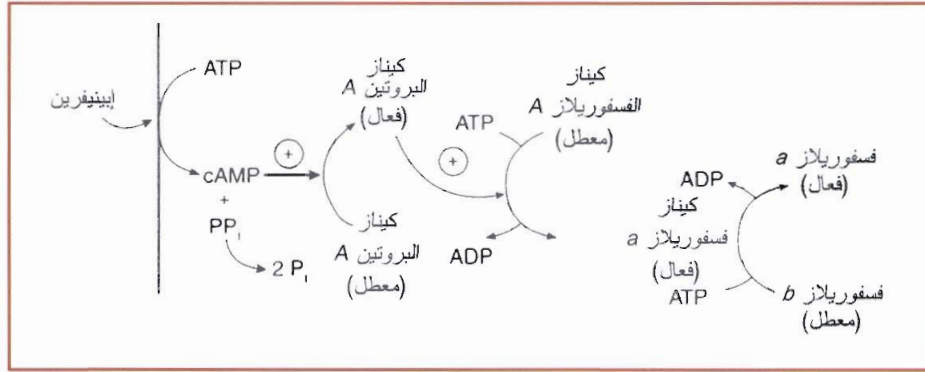 إبينيفرين
ATP
cAMP
+
PPi
2 Pi
+
كيناز
البروتين A
(فعال)
كيناز
البروتين A
(معطل)
+
ATP
كيناز
الفسفوريلاز A
(معطل)
ADP
ADP
كيناز
فسفوريلاز a
(فعال)
ATP
فسفوريلاز a
(فعال)
فسفوريلاز b
(معطل)